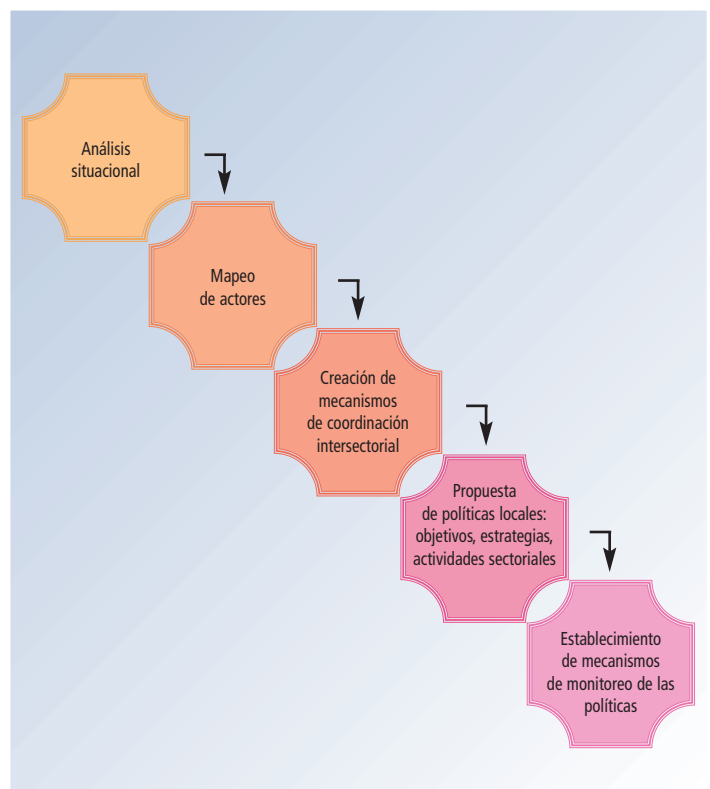 Análisis
situacional
Mapeo
de actores
Creación de
mecanismos
de coordinación
intersectorial
Propuesta
de políticas locales:
objetivos, estrategias,
actividades sectoriales
Establecimiento
de mecanismos
de monitoreo de las
políticas